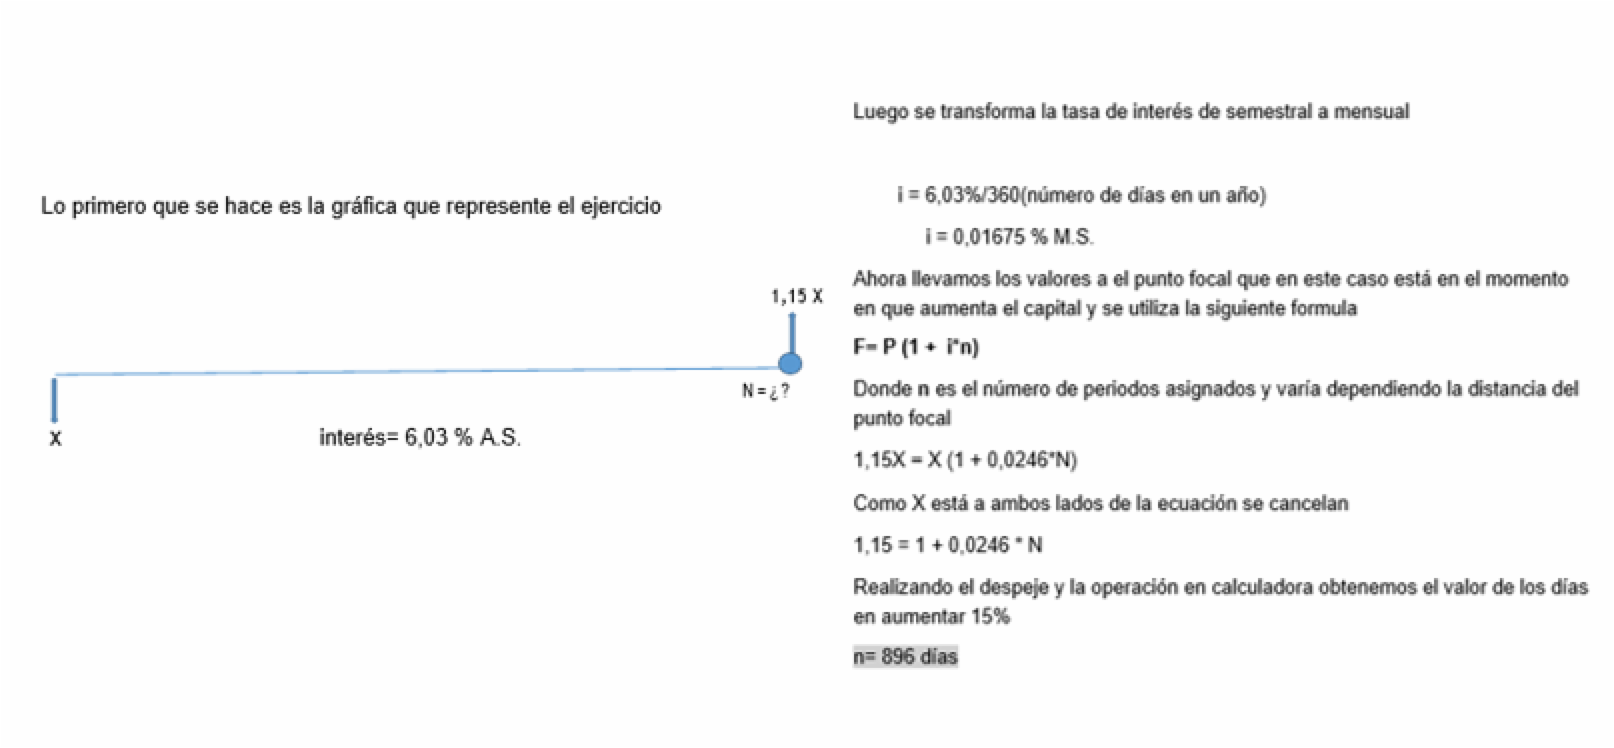 Lo primero que se hace es la gráfica que represente el ejercicio
1,15 X
N = ¿ ?
X
interés= 6,03 % A.S.
Luego se transforma la tasa de interés de semestral a mensual
i = 6,03%/360(número de días en un año)
i = 0,01675 % M.S.
Ahora llevamos los valores a el punto focal que en este caso está en el momento
en que aumenta el capital y se utiliza la siguiente formula
F= P (1 + i*n)
Donde n es el número de periodos asignados y varía dependiendo la distancia del
punto focal
1,15X = X (1 + 0,0246*N)
Como X está a ambos lados de la ecuación se cancelan
1,15 = 1 + 0,0246 * N
Realizando el despeje y la operación en calculadora obtenemos el valor de los días
en aumentar 15%
n= 896 días